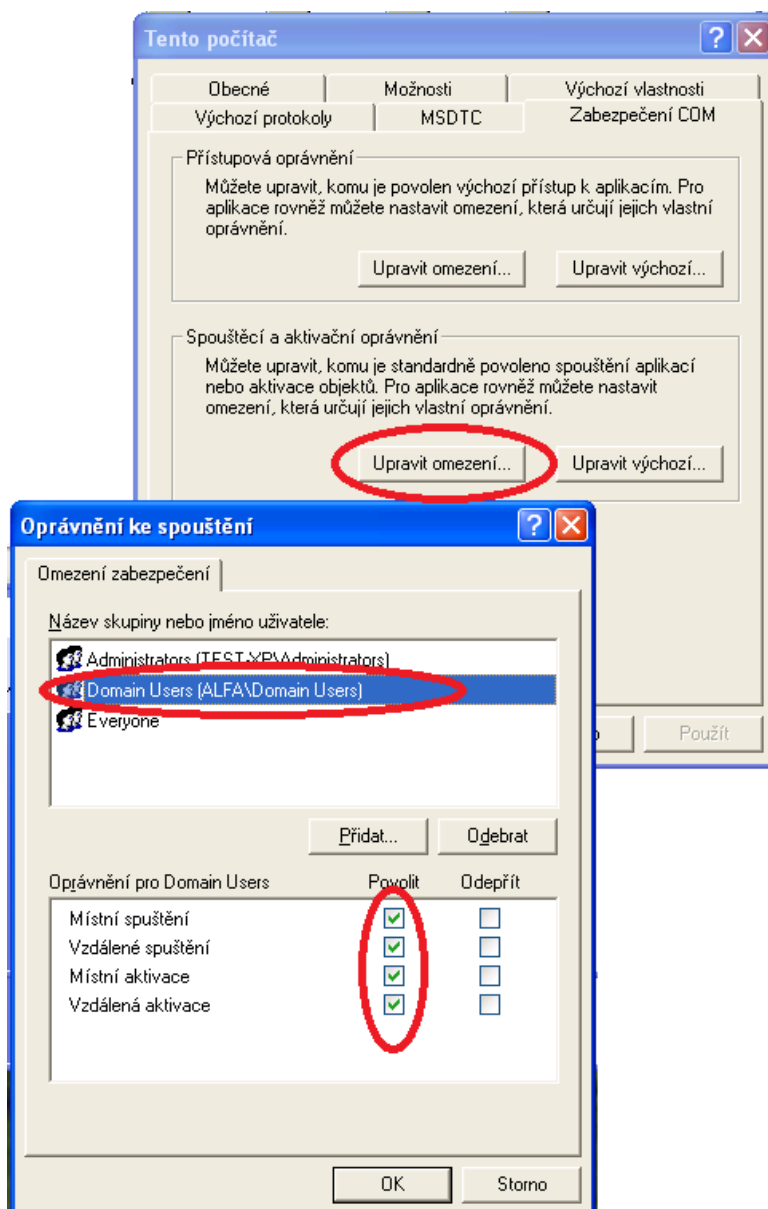 Tento počítač
Obecné
Možnosti
Výchozí vlastnosti
Výchozí protokoly
MSDTC
Zabezpečení COM
Přístupová oprávnění
Můžete upravit, komu je povolen výchozí přístup k aplikacím. Pro
aplikace rovněž můžete nastavit omezení, která určují jejich vlastní
oprávnění.
Upravit omezení...
Upravit výchozí...
Spouštěcí a aktivační oprávnění
Můžete upravit, komu je standardně povoleno spouštění aplikací
nebo aktivace objektů. Pro aplikace rovněž můžete nastavit
omezení, která určují jejich vlastní oprávnění.
Upravit omezení...
Upravit výchozí...
Použít
Oprávnění ke spouštění
Omezení zabezpečení
Název skupiny nebo jméno uživatele:
Administrators (TEST-XP\Administrators)
Domain Users (ALFA\Domain Users)
Everyone
Přidat...
Odebrat
Oprávnění pro Domain Users
Povolit
Odepřít
Místní spuštění
Vzdálené spuštění
Místní aktivace
Vzdálená aktivace
OK
Storno